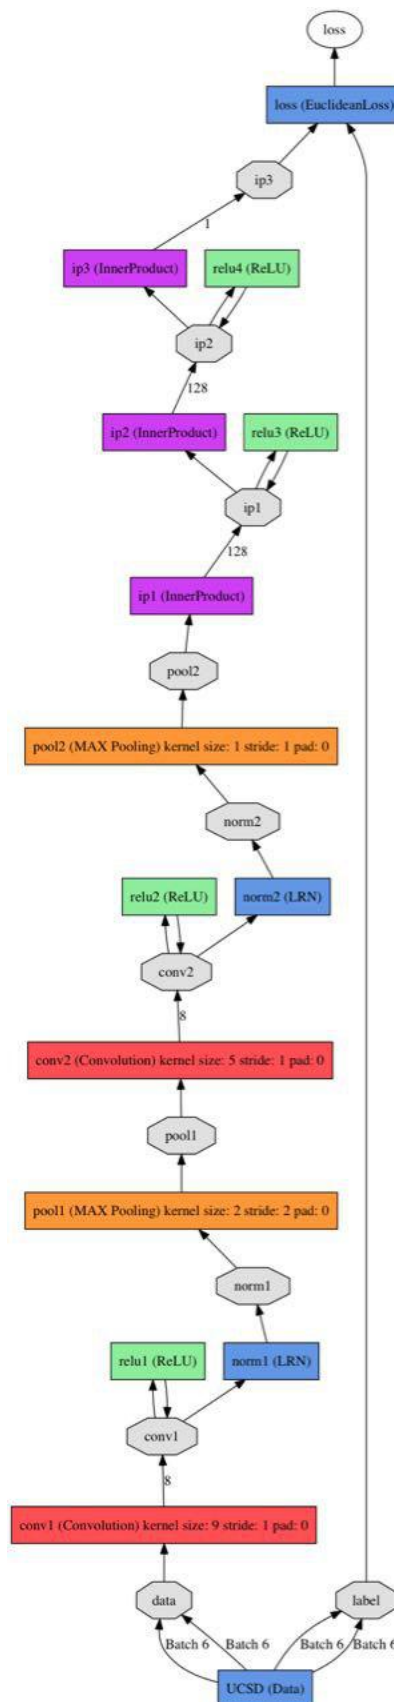 loss
loss (EuclideanLoss)
ip3
1
ip3 (InnerProduct)
relu4 (ReLU)
ip2
128
ip2 (InnerProduct)
relu3 (ReLU)
ip1
128
ip1 (InnerProduct)
pool2
pool2 (MAX Pooling) kernel size: 1 stride: 1 pad: 0
norm2
relu2 (ReLU)
norm2 (LRN)
conv2
8
conv2 (Convolution) kernel size: 5 stride: 1 pad: 0
pool1
pool1 (MAX Pooling) kernel size: 2 stride: 2 pad: 0
norm1
relu1 (ReLU)
norm1 (LRN)
conv1
8
conv1 (Convolution) kernel size: 9 stride: 1 pad: 0
data
label
Batch 6
Batch 6
Batch 6
Batch 6
UCSD (Data)